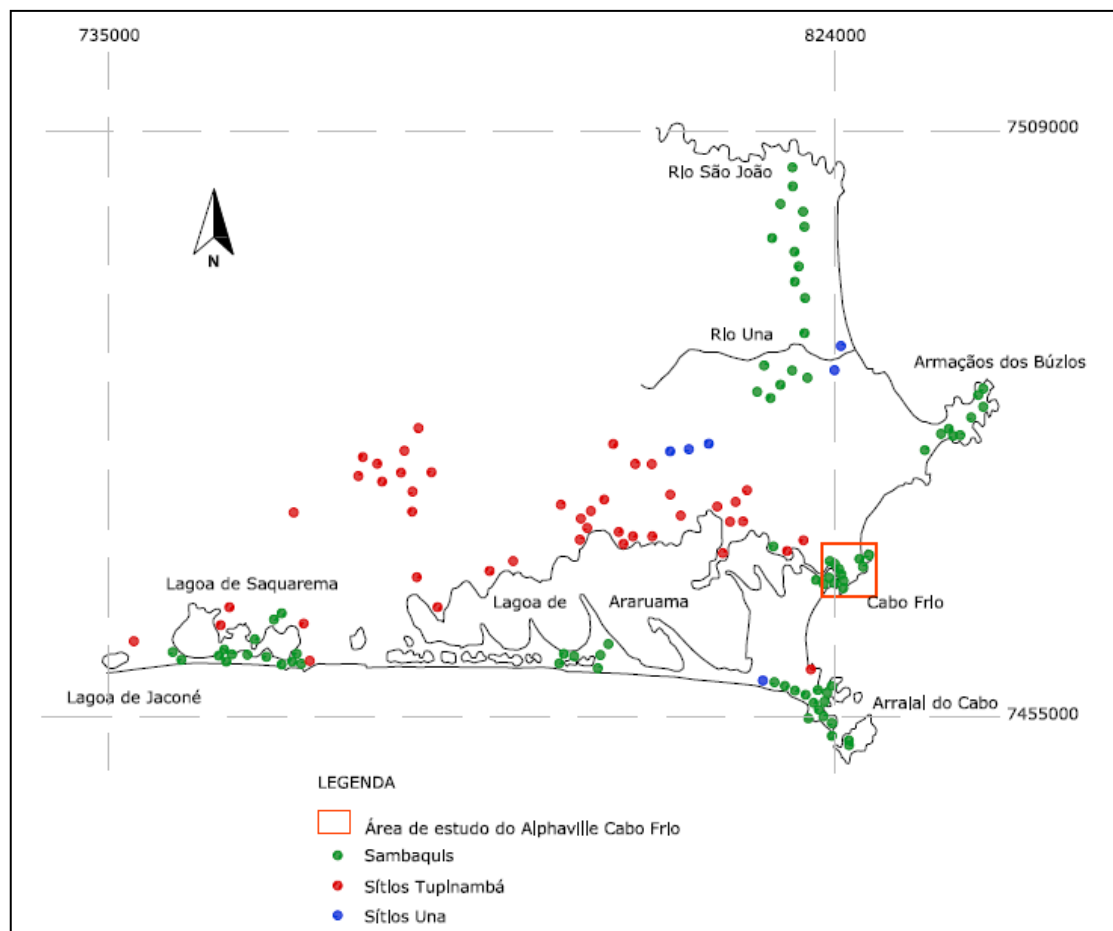 735000
824000
7509000
Rio São João
N
Rio Una
Armaçãos dos Búzios
Lagoa de Saquarema
Lagoa de Araruama
Cabo Frio
Lagoa de Jaconé
Arraial do Cabo
7455000
LEGENDA
Área de estudo do Alphaville Cabo Frio
Sambaquis
Sítios Tupinambá
Sítios Una